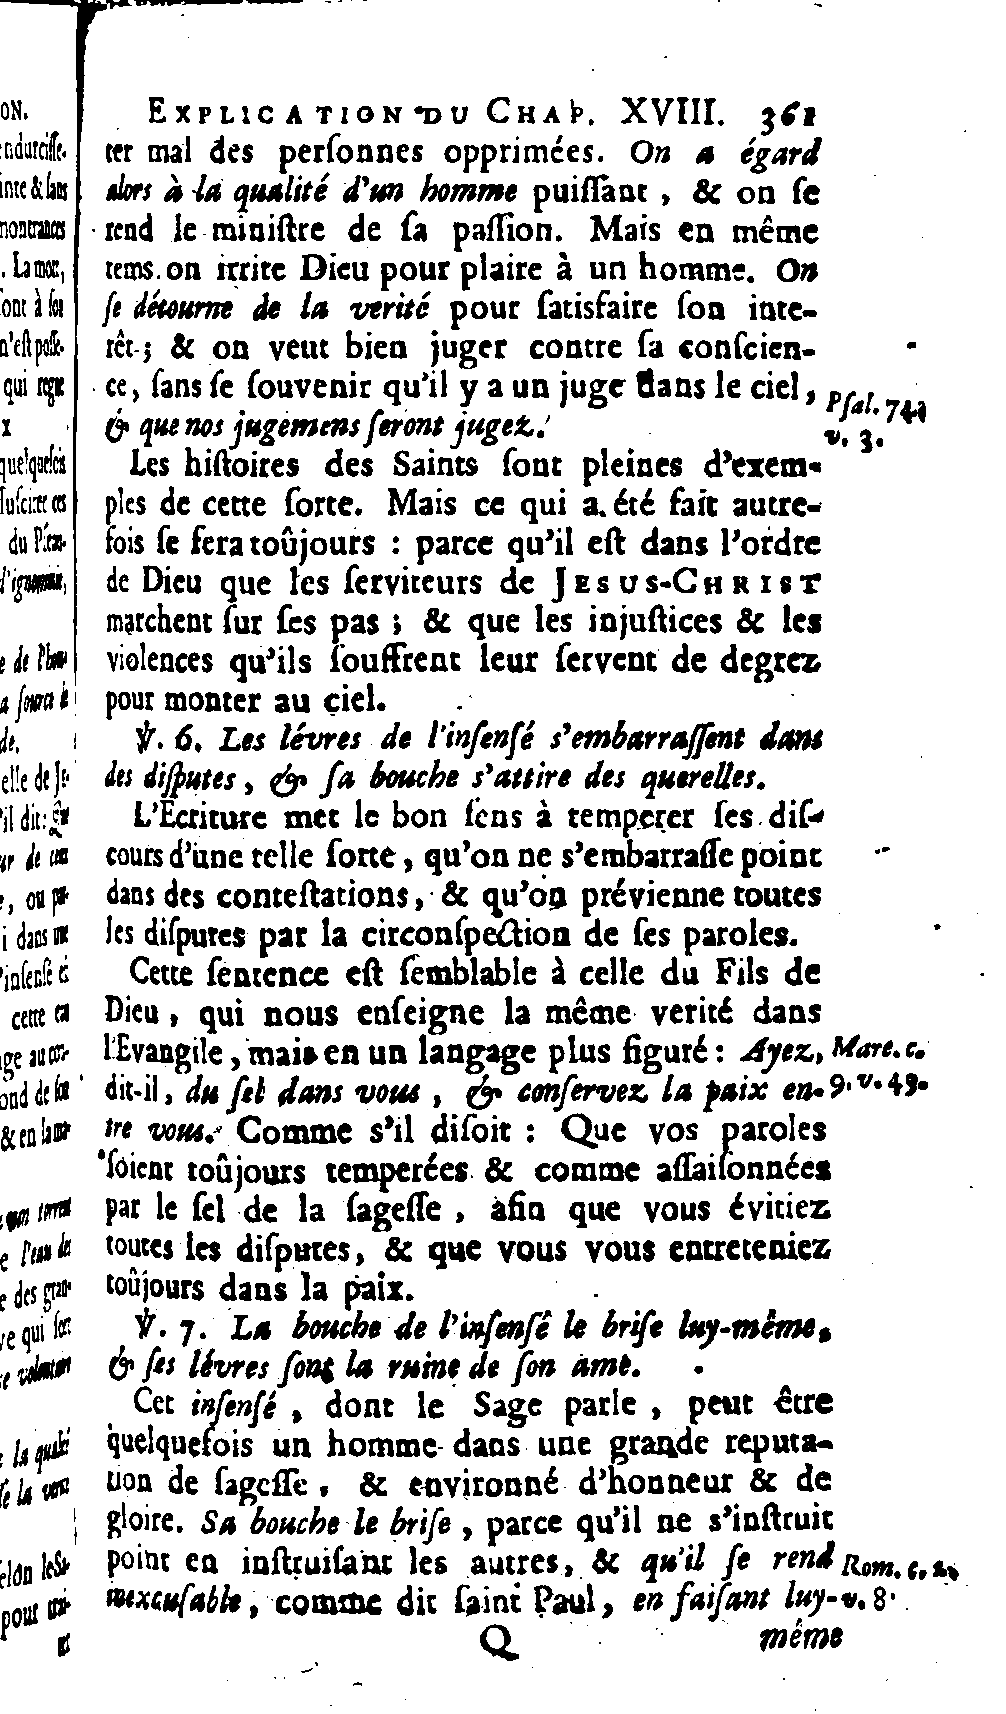 EXPLICATION DU CHAP. XVIII. 361
ter mal des perſonnes opprimées. On a égard
alors à la qualité d'un homme puiſſant, & on ſe
rend le miniſtre de ſa paſſion. Mais en même
tems on irrite Dieu pour plaire à un homme. On
ſe détourne de la verité pour ſatisfaire ſon inte-
rêt ; & on veut bien juger contre ſa conſcien-
ce, ſans ſe ſouvenir qu'il y a un juge dans le ciel,
& que nos jugemens ſeront jugez.
Pſal. 74.
v. 3.
Les hiſtoires des Saints ſont pleines d'exem-
ples de cette ſorte. Mais ce qui a été fait autre-
fois ſe fera toûjours : parce qu'il eſt dans l'ordre
de Dieu que les ſerviteurs de JESUS-CHRIST
marchent ſur ſes pas ; & que les injuſtices & les
violences qu'ils ſouffrent leur ſervent de degrez
pour monter au ciel.
℣. 6. Les lévres de l'inſenſé s'embarraſſent dans
des diſputes, & ſa bouche s'attire des querelles.
L'Ecriture met le bon ſens à temperer ſes diſ-
cours d'une telle ſorte, qu'on ne s'embarraſſe point
dans des conteſtations, & qu'on prévienne toutes
les diſputes par la circonſpection de ſes paroles.
Cette ſentence eſt ſemblable à celle du Fils de
Dieu, qui nous enſeigne la même verité dans
l'Evangile, mais en un langage plus figuré : Ayez,
dit-il, du ſel dans vous, & conſervez la paix en-
tre vous. Comme s'il diſoit : Que vos paroles
ſoient toûjours temperées & comme aſſaiſonnées
par le ſel de la ſageſſe, afin que vous évitiez
toutes les diſputes, & que vous vous entreteniez
toûjours dans la paix.
Marc. c.
9. v. 49.
℣. 7. La bouche de l'inſenſé le briſe luy-même,
& ſes lévres ſont la ruine de ſon ame.
Cet inſenſé, dont le Sage parle, peut être
quelquefois un homme dans une grande reputa-
tion de ſageſſe, & environné d'honneur & de
gloire. Sa bouche le briſe, parce qu'il ne s'inſtruit
point en inſtruiſant les autres, & qu'il ſe rend
inexcuſable, comme dit ſaint Paul, en faiſant luy-
Rom. c. 2.
v. 8.
Q même